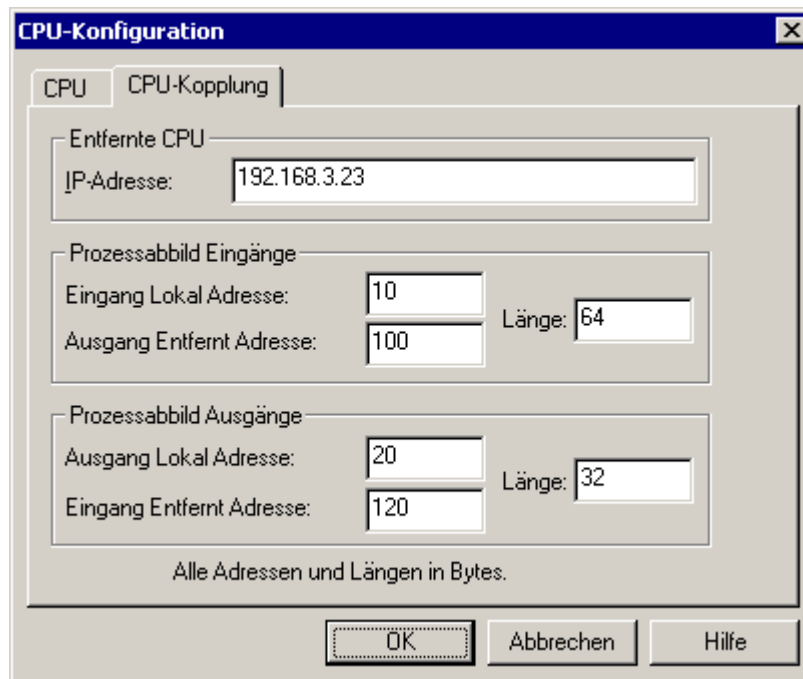 CPU-Konfiguration
CPU CPU-Kopplung
Entfernte CPU
IP-Adresse: 192.168.3.23
Prozessabbild Eingänge
Eingang Lokal Adresse: 10
Länge: 64
Ausgang Entfernt Adresse: 100
Prozessabbild Ausgänge
Ausgang Lokal Adresse: 20
Länge: 32
Eingang Entfernt Adresse: 120
Alle Adressen und Längen in Bytes.
OK Abbrechen Hilfe